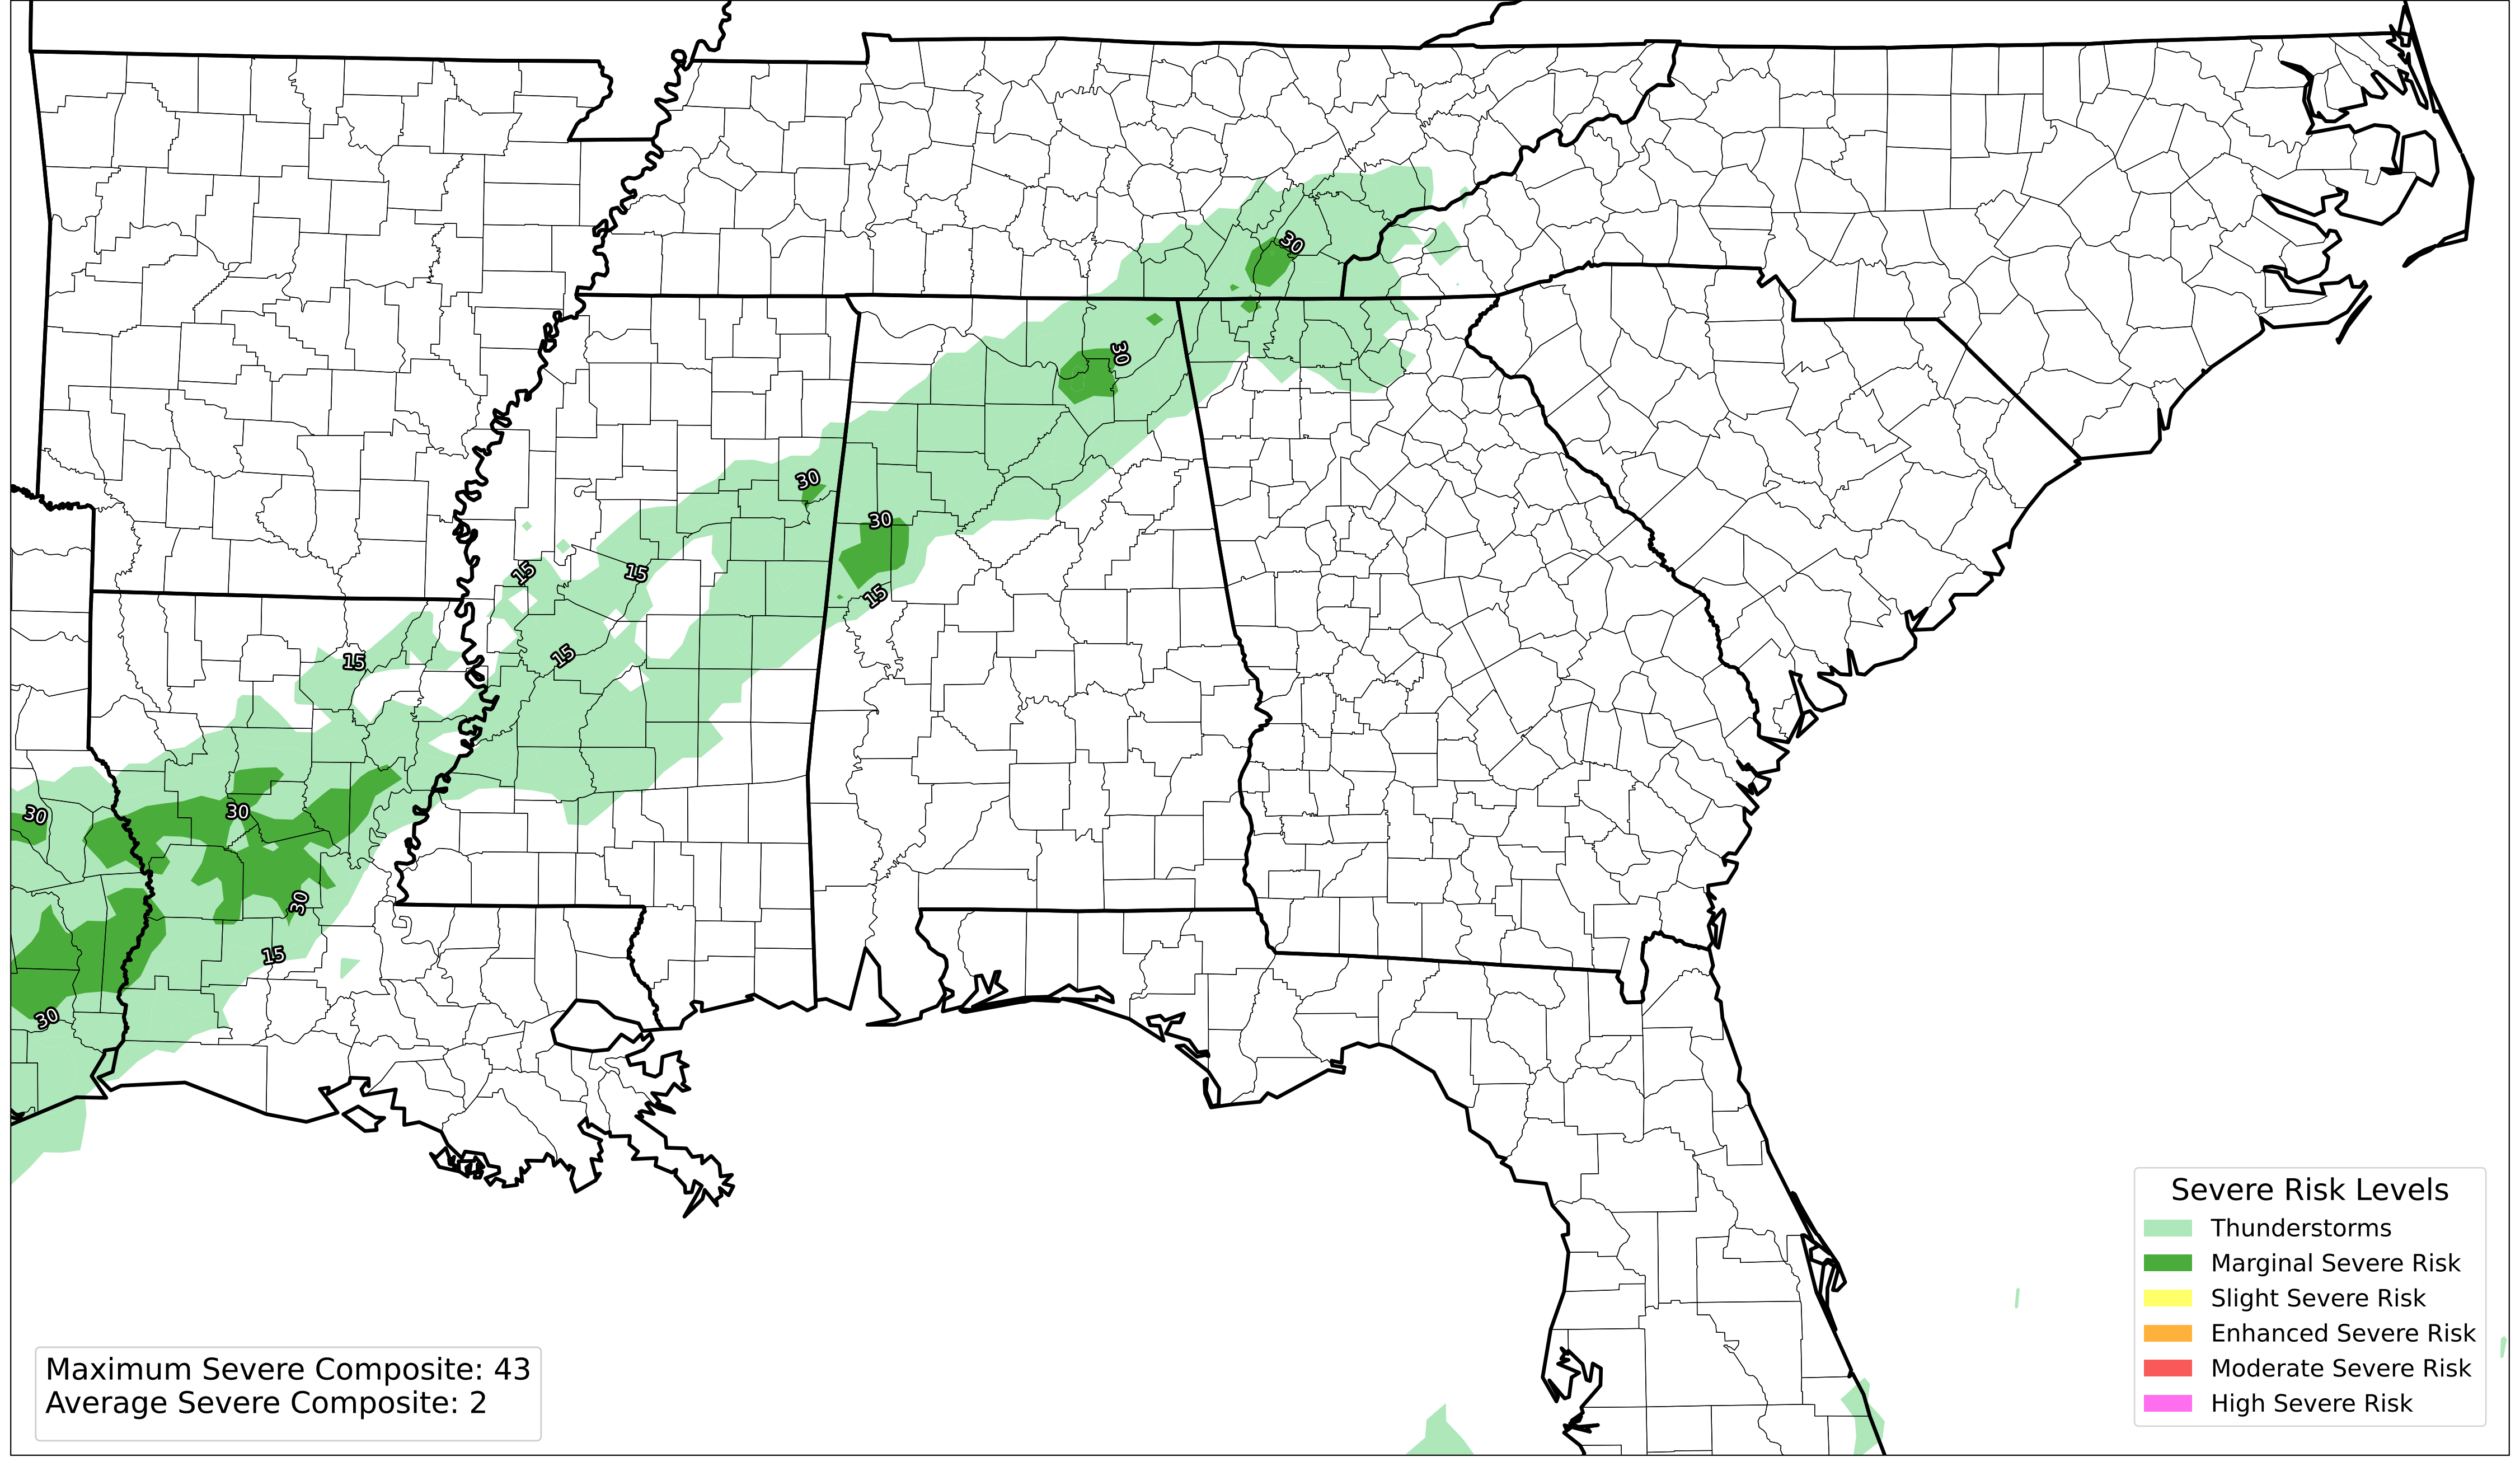 30
30
30
30
15
15
15
15
15
30
30
30
15
30
Severe Risk Levels
Thunderstorms
Marginal Severe Risk
Slight Severe Risk
Enhanced Severe Risk
Moderate Severe Risk
High Severe Risk
Maximum Severe Composite: 43
Average Severe Composite: 2